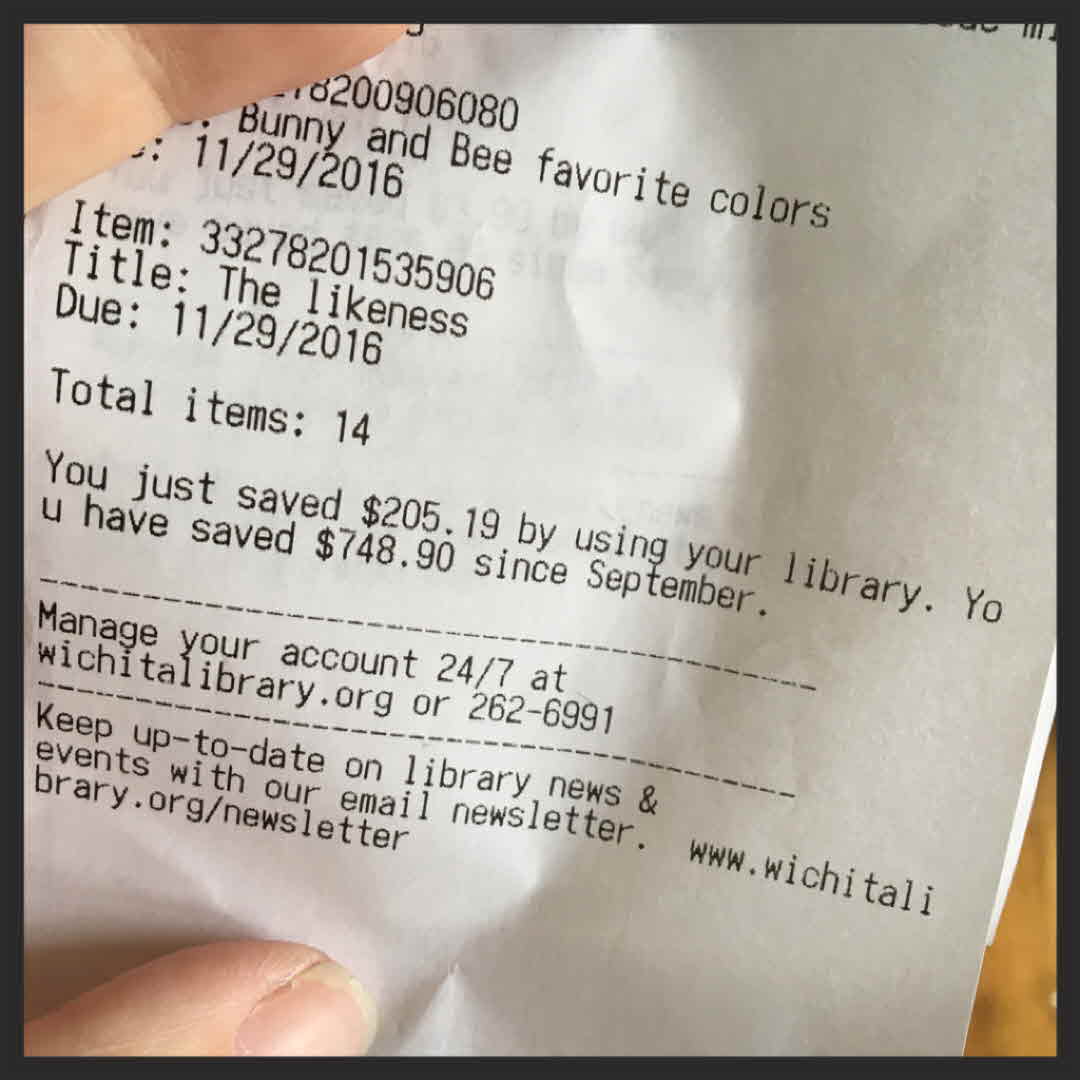 78200906080
Bunny and Bee favorite colors
: 11/29/2016
Item: 33278201535906
Title: The likeness
Due: 11/29/2016
Total items: 14
You just saved $205.19 by using your library. Yo
u have saved $748.90 since September.
--------------------------------------------------
Manage your account 24/7 at
wichitalibrary.org or 262-6991
--------------------------------------------------
Keep up-to-date on library news &
events with our email newsletter. www.wichitali
brary.org/newsletter